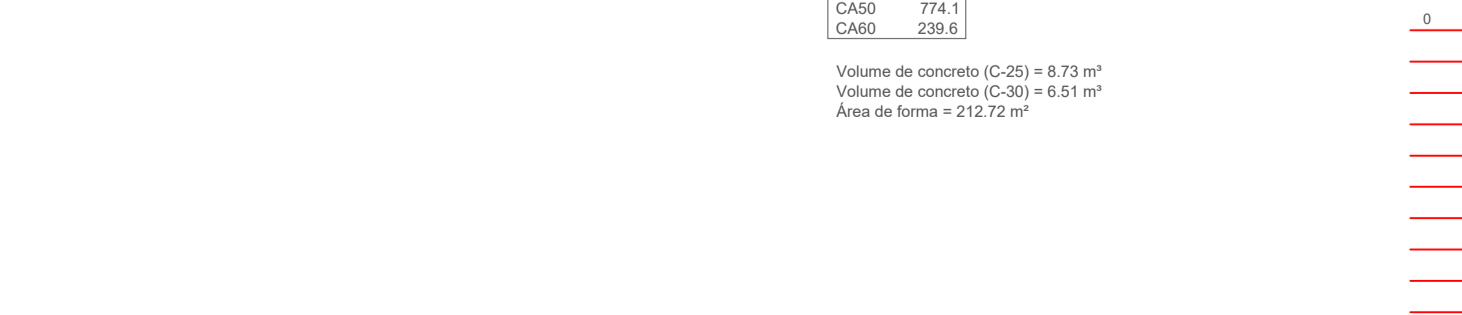 CA50 774.1
CA60 239.6
0
Volume de concreto (C-25) = 8.73 m³
Volume de concreto (C-30) = 6.51 m³
Área de forma = 212.72 m²